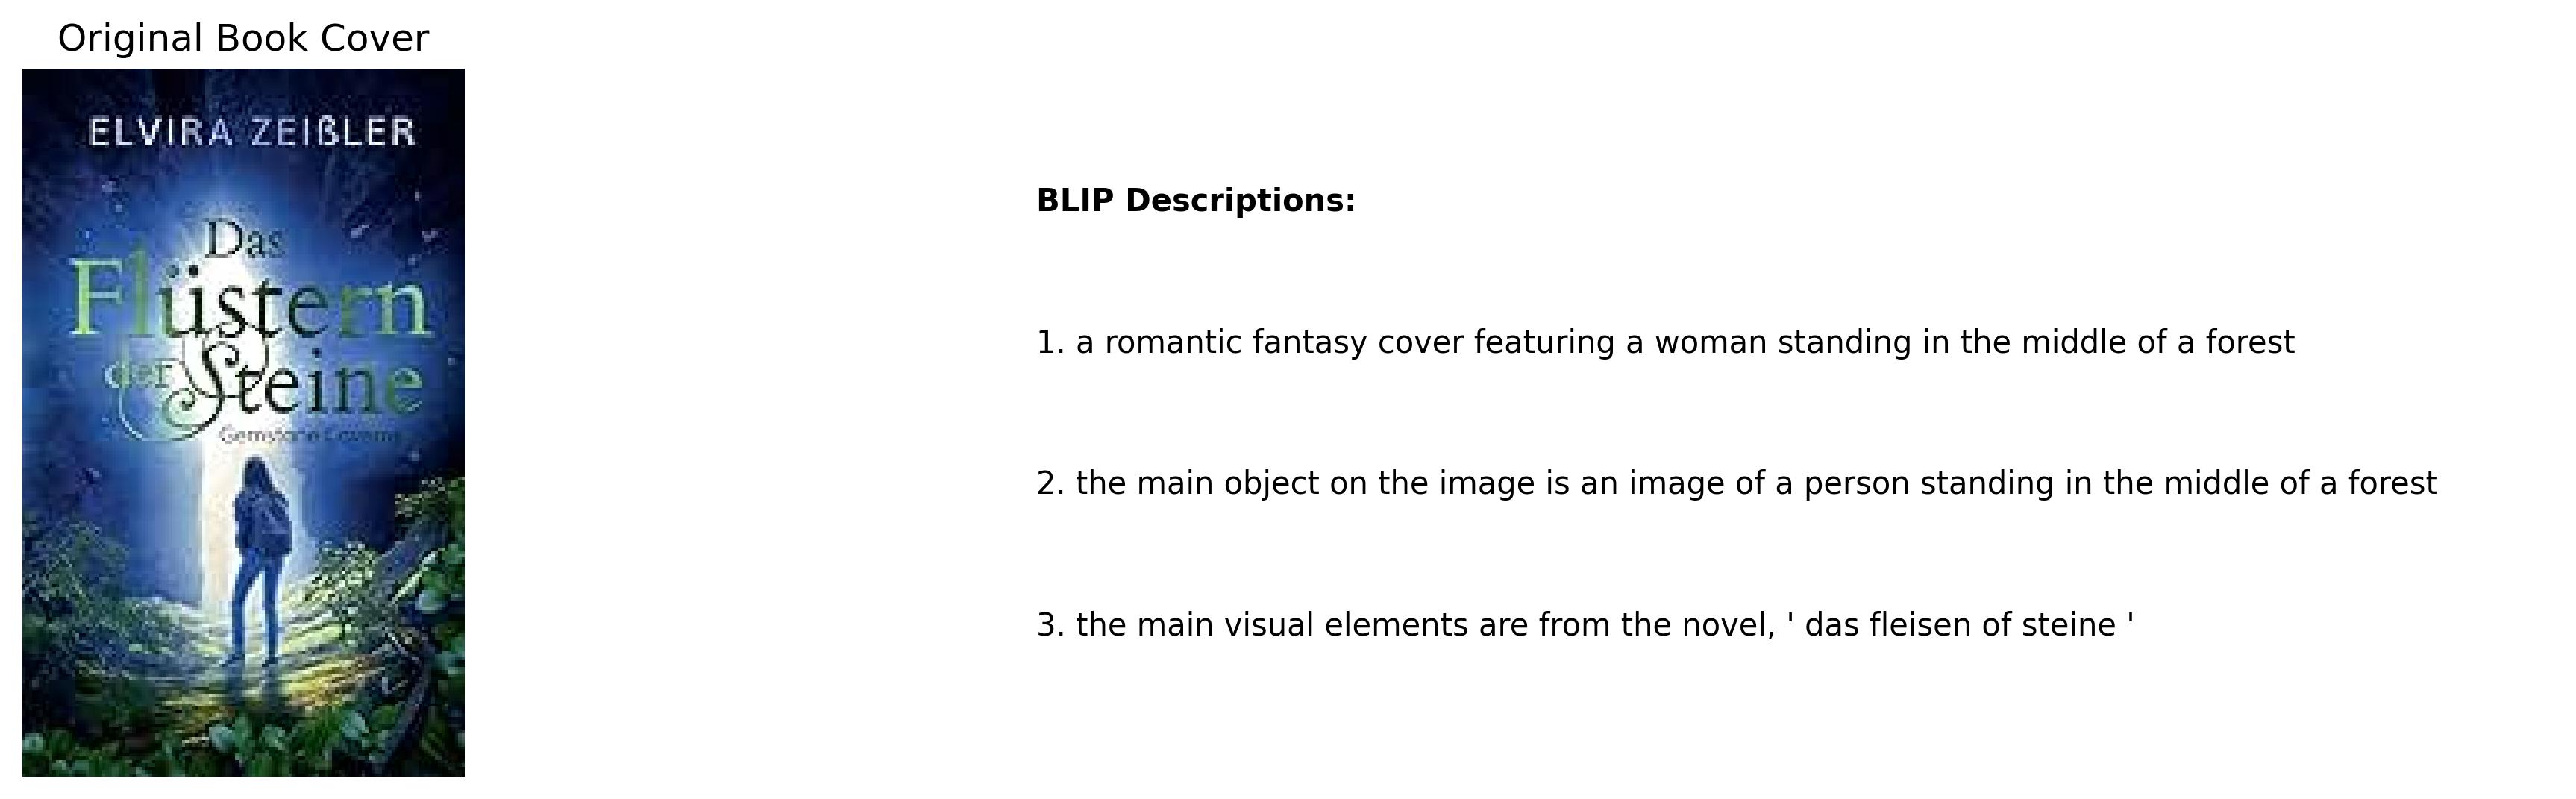 Original Book Cover
ELVIRA ZEIßLER
Das
Flüstern
der Steine
Gemstone
BLIP Descriptions:
1. a romantic fantasy cover featuring a woman standing in the middle of a forest
2. the main object on the image is an image of a person standing in the middle of a forest
3. the main visual elements are from the novel, ' das fleisen of steine '